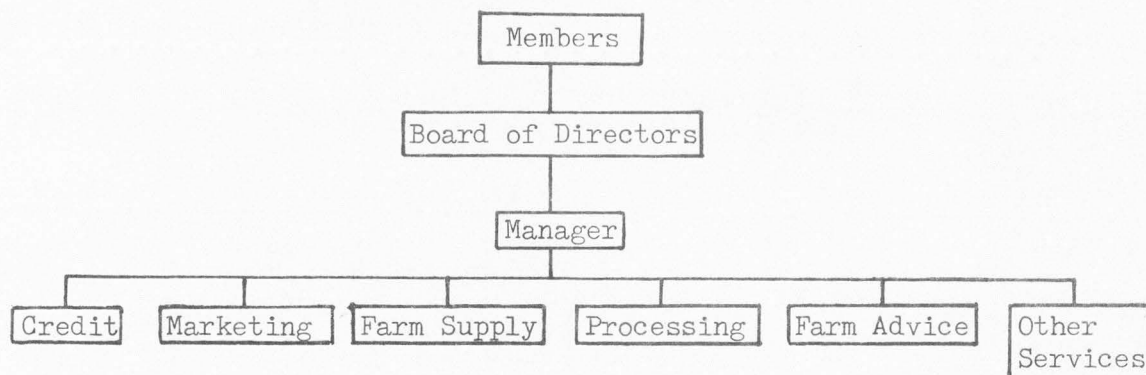 Members
Board of Directors
Manager
Credit
Marketing
Farm Supply
Processing
Farm Advice
Other
Services